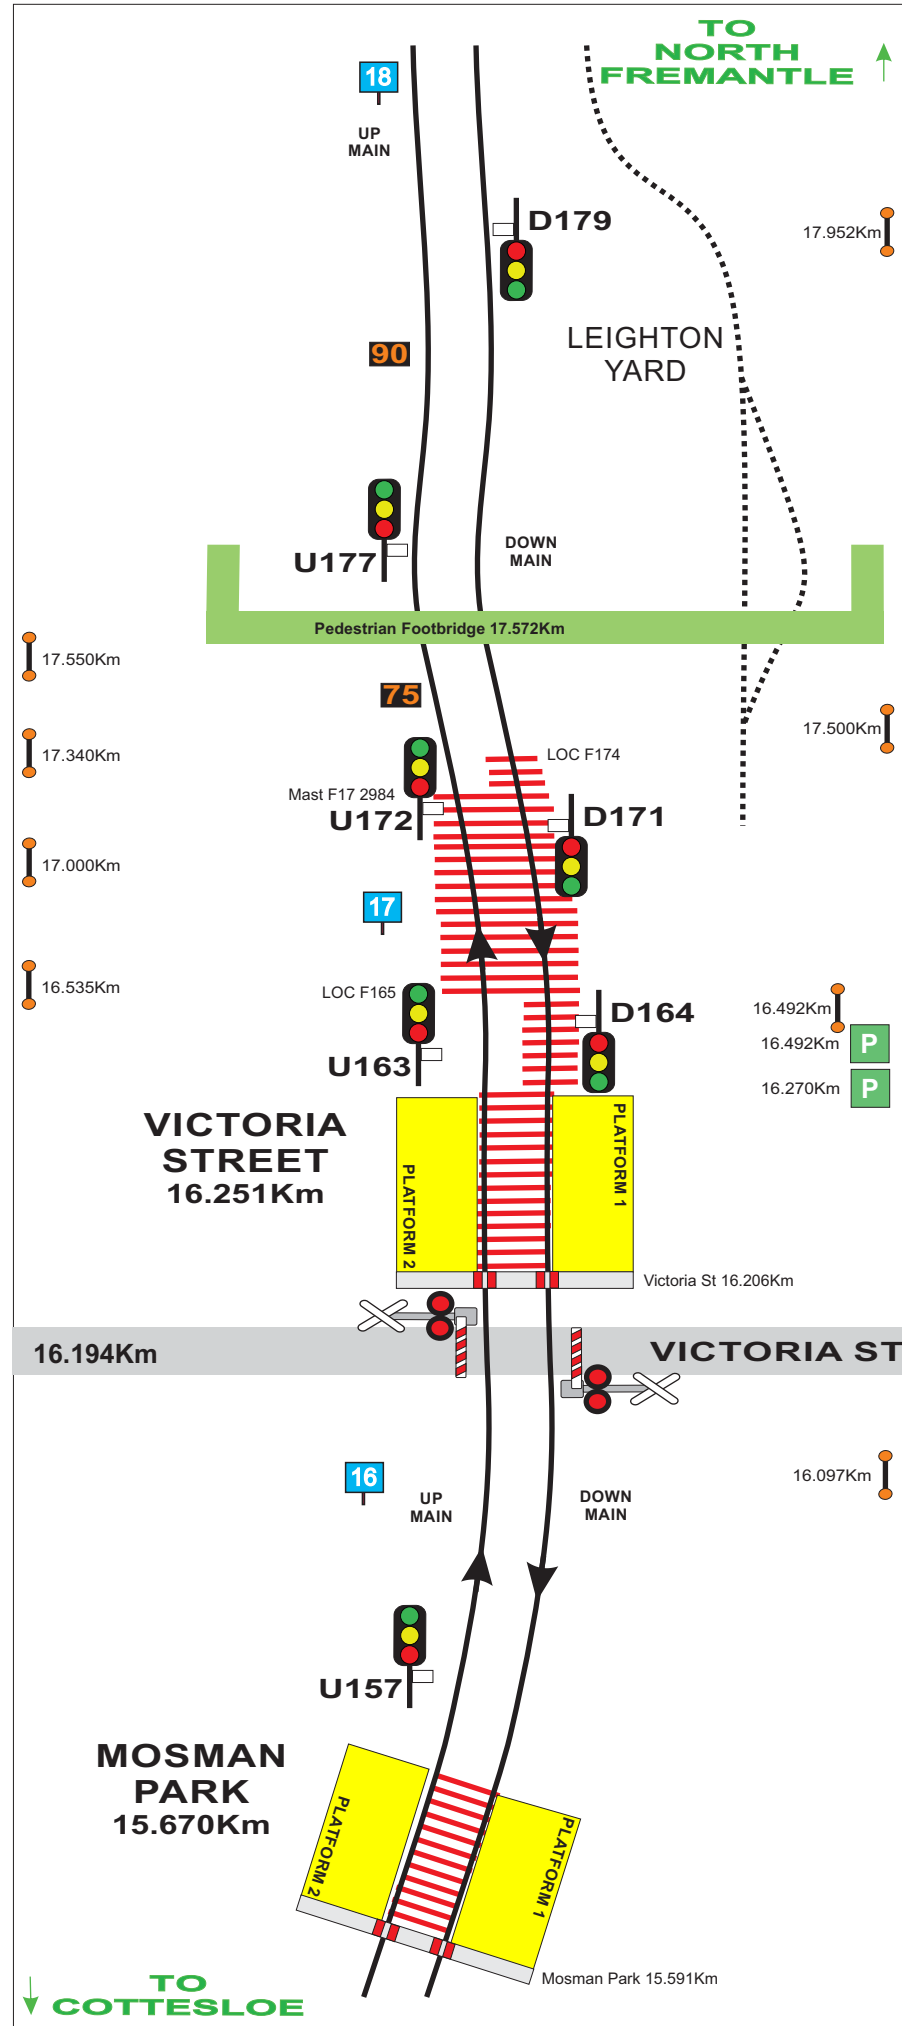 TO
NORTH
FREMANTLE
18
UP
MAIN
D179
17.952Km
LEIGHTON
YARD
90
U177
DOWN
MAIN
Pedestrian Footbridge 17.572Km
17.550Km
75
17.500Km
17.340Km
LOC F174
Mast F17 2984
U172
D171
17.000Km
17
16.535Km
LOC F165
U163
D164
16.492Km
16.492Km P
16.270Km P
VICTORIA
STREET
16.251Km
PLATFORM 2
PLATFORM 1
Victoria St 16.206Km
16.194Km
VICTORIA ST
16
UP
MAIN
DOWN
MAIN
16.097Km
U157
MOSMAN
PARK
15.670Km
PLATFORM 2
PLATFORM 1
Mosman Park 15.591Km
TO
COTTESLOE